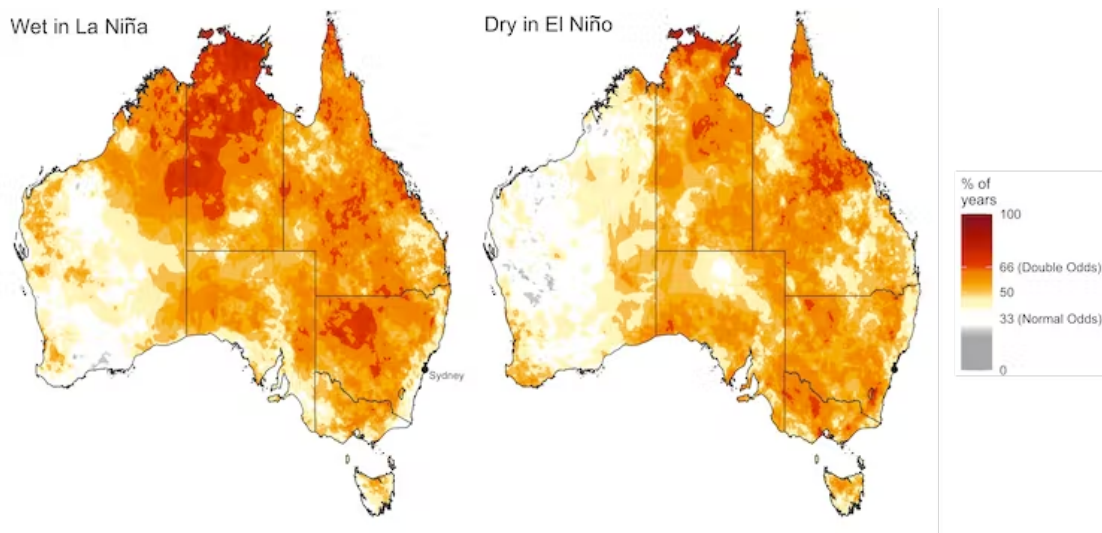 Wet in La Niña
Dry in El Niño
Sydney
% of
years
100
66 (Double Odds)
50
33 (Normal Odds)
0